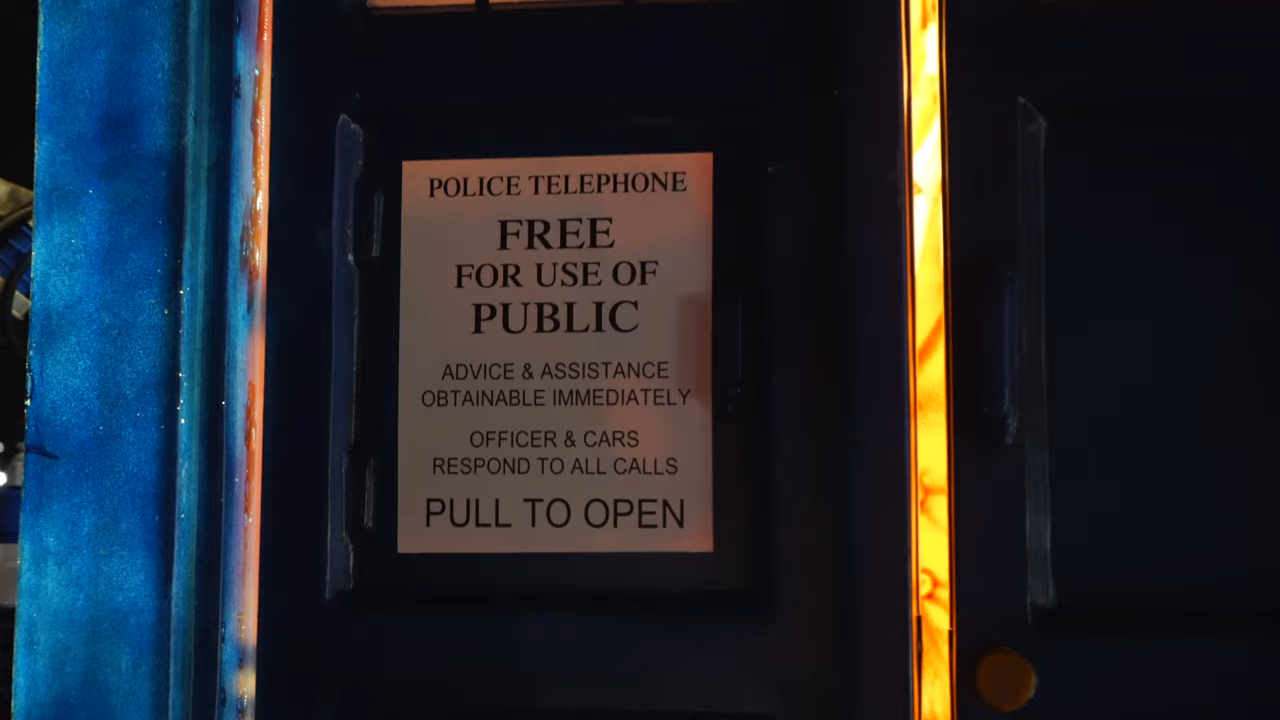 POLICE TELEPHONE
FREE
FOR USE OF
PUBLIC
ADVICE & ASSISTANCE
OBTAINABLE IMMEDIATELY
OFFICER & CARS
RESPOND TO ALL CALLS
PULL TO OPEN